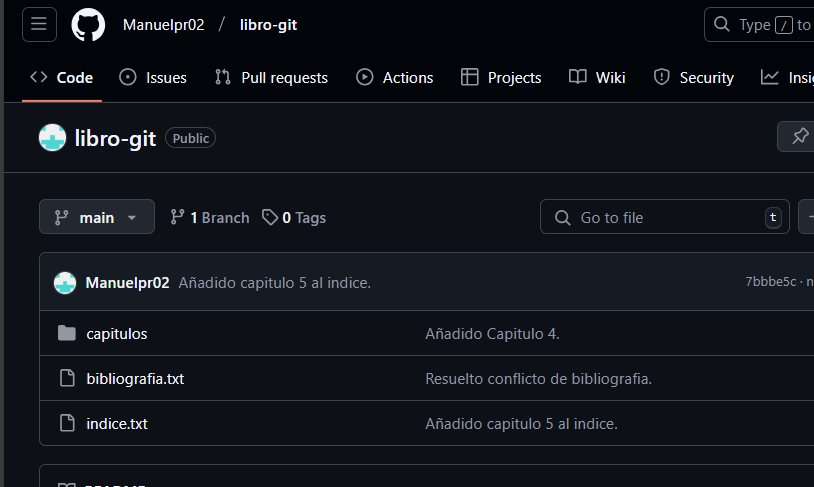 Manuelpr02 / libro-git
Type / to
Code Issues Pull requests Actions Projects Wiki Security
libro-git Public
main 1 Branch 0 Tags
Go to file t
Manuelpr02 Añadido capitulo 5 al indice. 7bbbe5c ·
capitulos Añadido Capitulo 4.
bibliografia.txt Resuelto conflicto de bibliografia.
indice.txt Añadido capitulo 5 al indice.